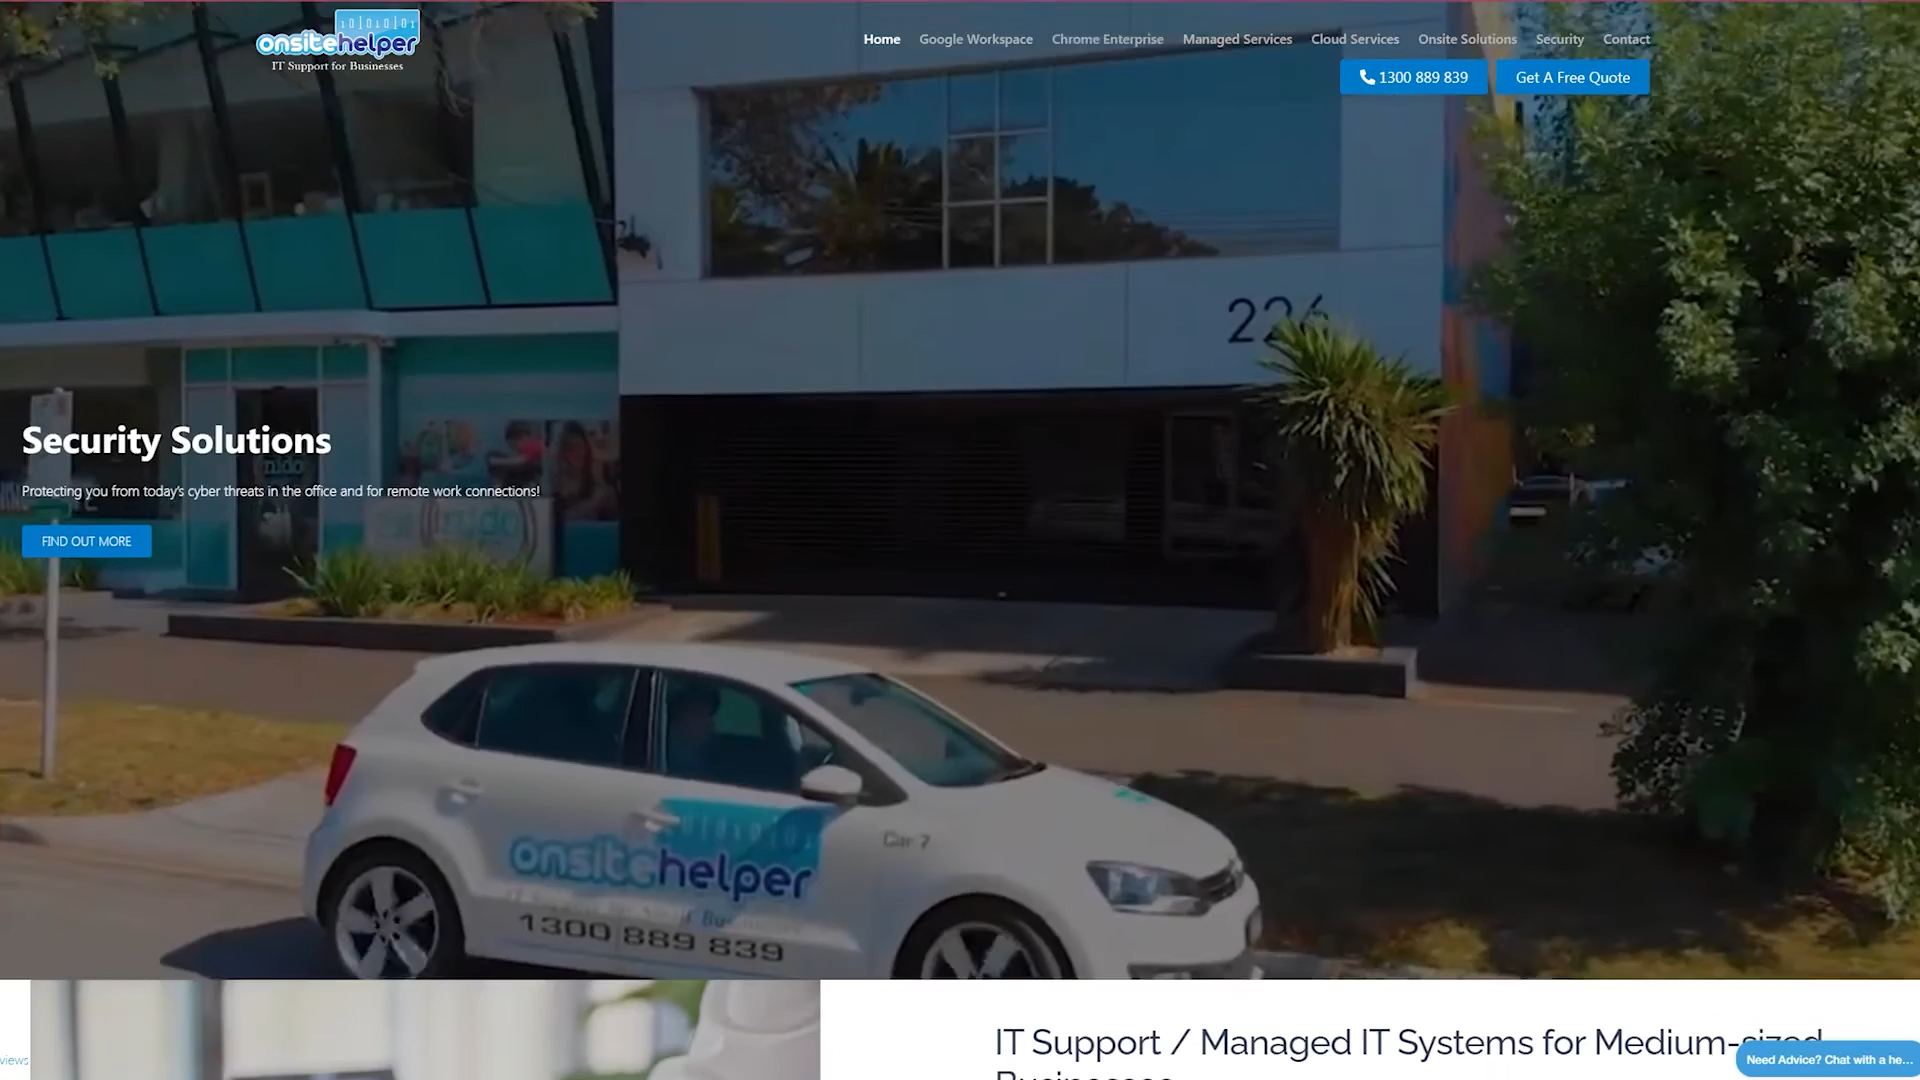 onsitehelper
IT Support for Businesses
Home Google Workspace Chrome Enterprise Managed Services Cloud Services Onsite Solutions Security Contact
1300 889 839
Get A Free Quote
226
Security Solutions
Protecting you from today's cyber threats in the office and for remote work connections!
FIND OUT MORE
Car 7
onsitehelper
1300 889 839
IT Support / Managed IT Systems for Medium-sized
Businesses
views
Need Advice? Chat with a he...